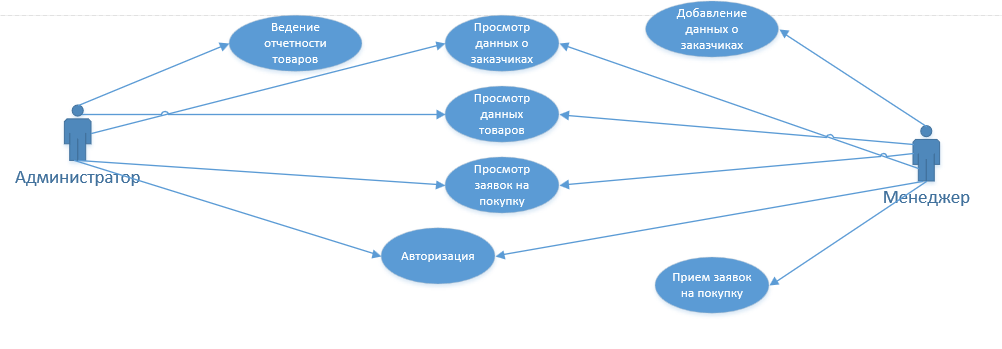 Ведение
отчетности
товаров
Просмотр
данных о
заказчиках
Добавление
данных о
заказчиках
Просмотр
данных
товаров
Администратор
Просмотр
заявок на
покупку
Менеджер
Авторизация
Прием заявок
на покупку